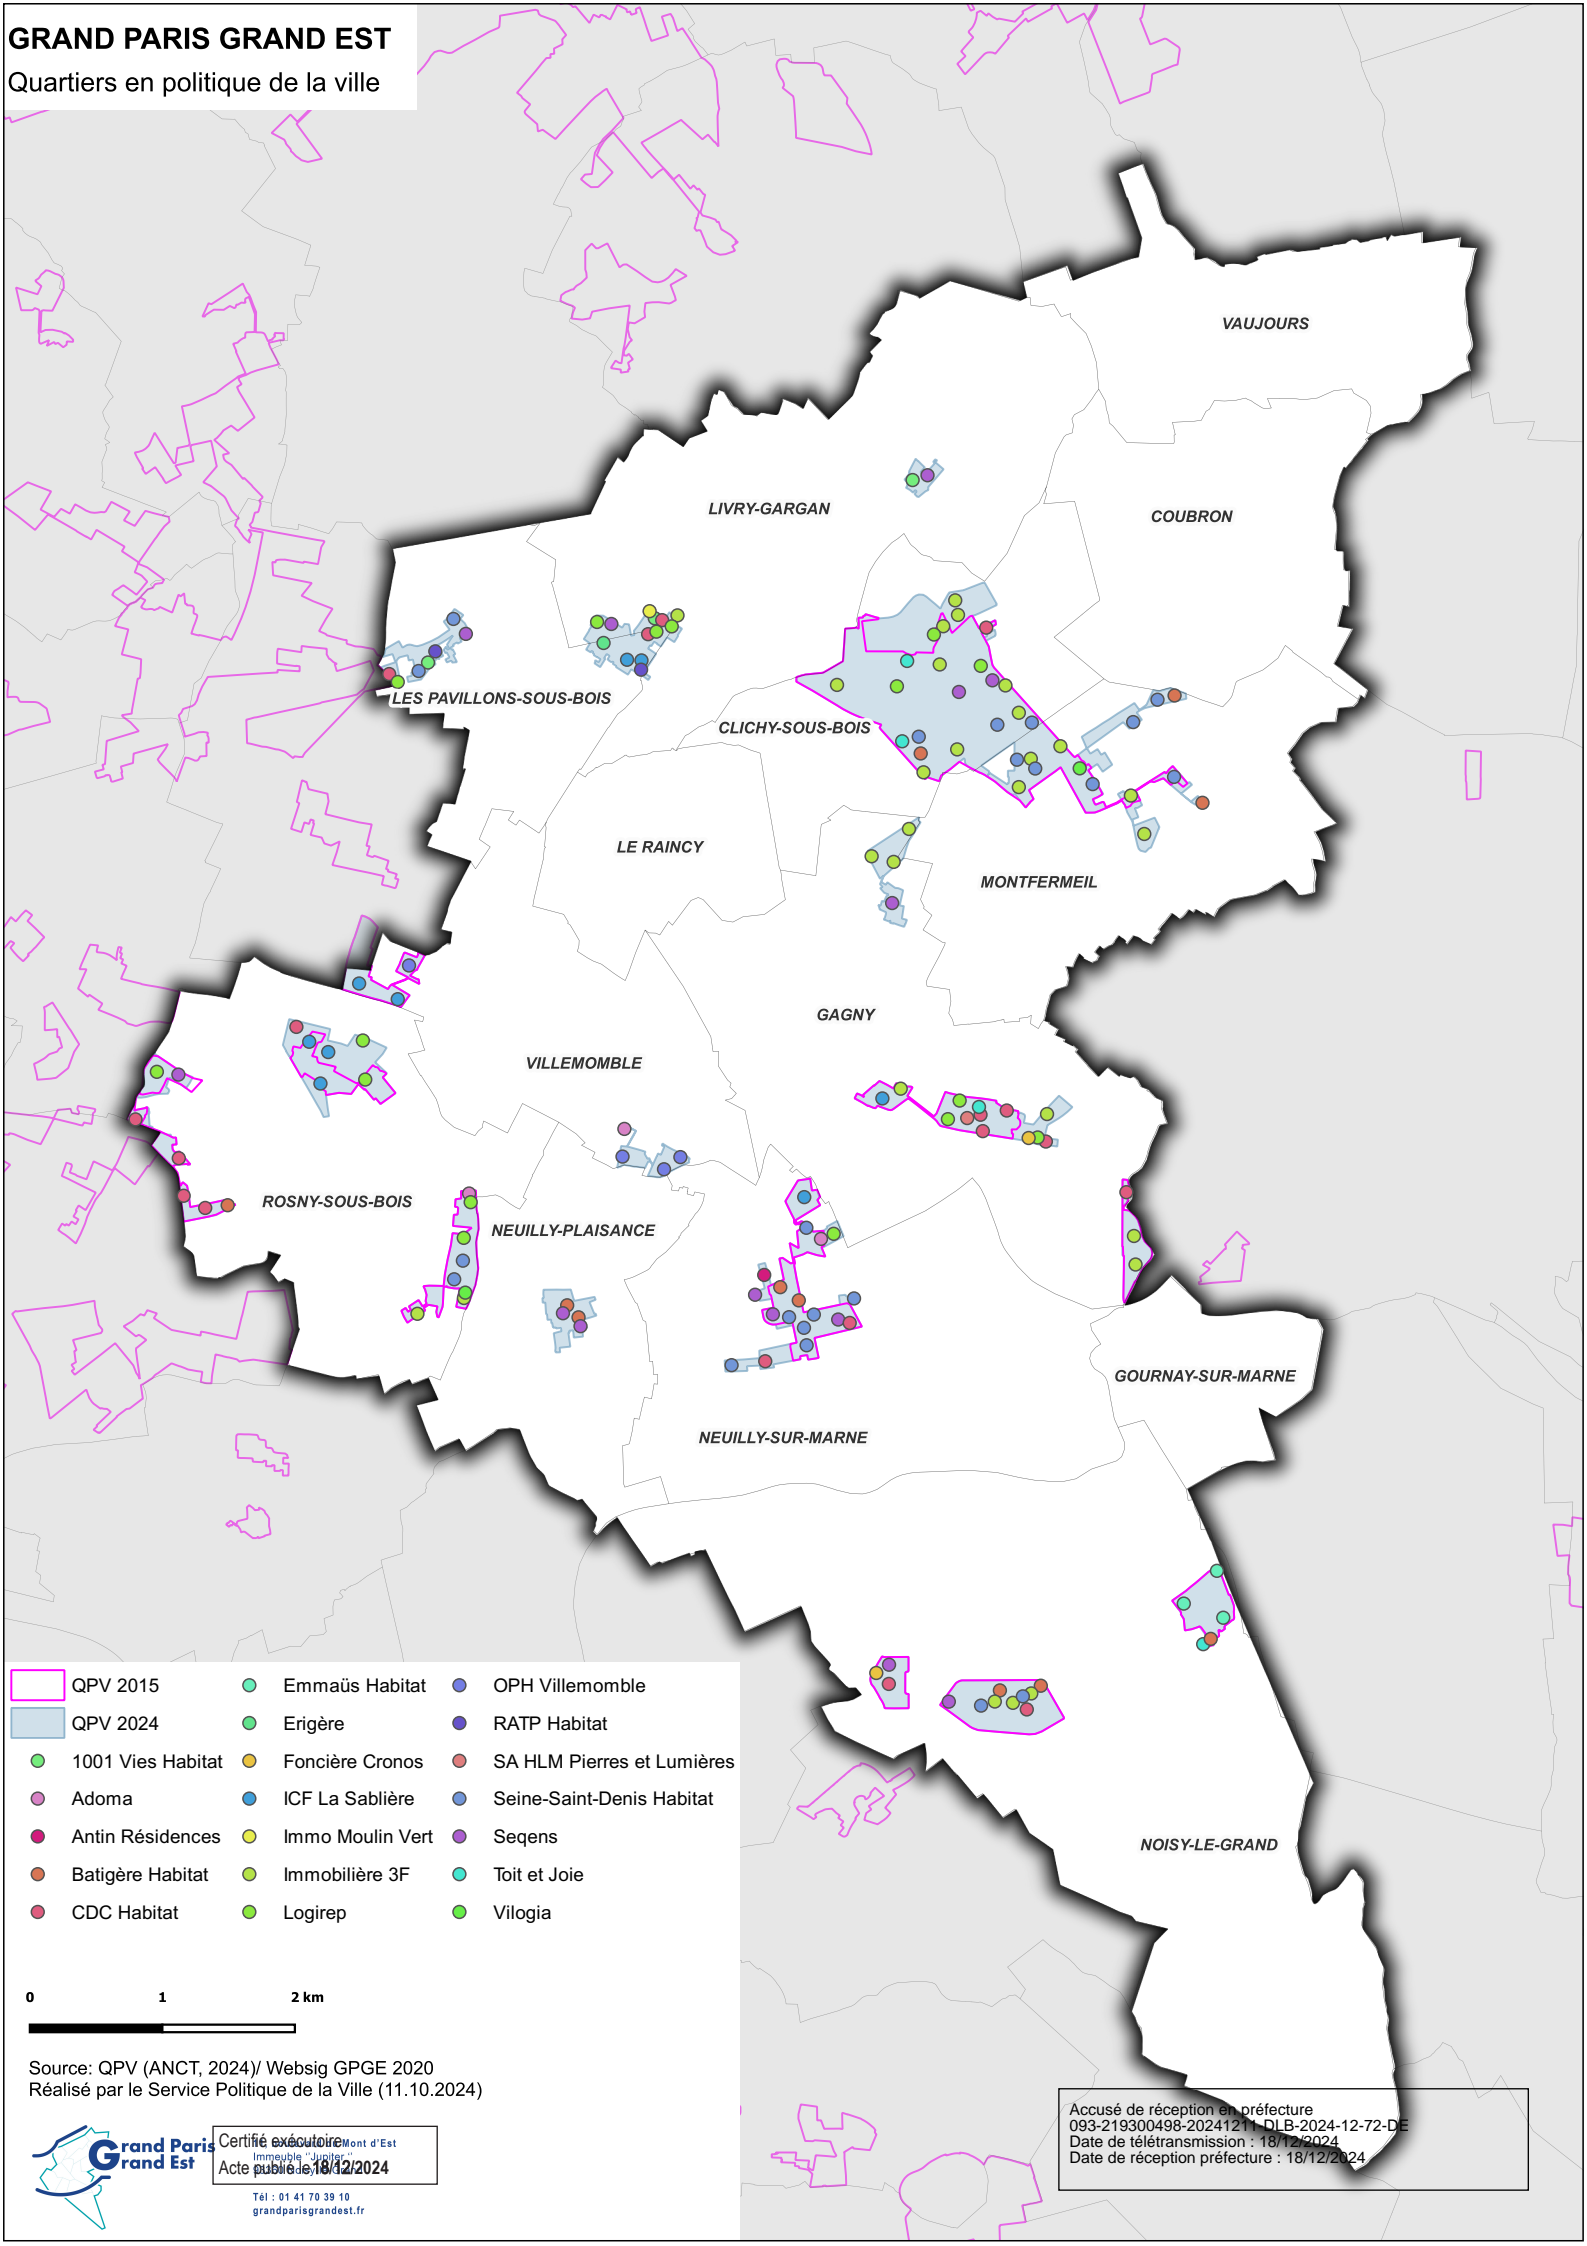 GRAND PARIS GRAND EST
Quartiers en politique de la ville
VAUJOURS
LIVRY-GARGAN
COUBRON
LES PAVILLONS-SOUS-BOIS
CLICHY-SOUS-BOIS
LE RAINCY
MONTFERMEIL
GAGNY
VILLEMOMBLE
ROSNY-SOUS-BOIS
NEUILLY-PLAISANCE
GOURNAY-SUR-MARNE
NEUILLY-SUR-MARNE
NOISY-LE-GRAND
QPV 2015
QPV 2024
1001 Vies Habitat
Adoma
Antin Résidences
Batigère Habitat
CDC Habitat
Emmaüs Habitat
Erigère
Foncière Cronos
ICF La Sablière
Immo Moulin Vert
Immobilière 3F
Logirep
OPH Villemomble
RATP Habitat
SA HLM Pierres et Lumières
Seine-Saint-Denis Habitat
Seqens
Toit et Joie
Vilogia
0 1 2 km
Source: QPV (ANCT, 2024)/ Websig GPGE 2020
Réalisé par le Service Politique de la Ville (11.10.2024)
Grand Paris
Grand Est
Certifié exécutoire
Mont d'Est
Immeuble "Jupiter"
Acte publié le 18/12/2024
Tél : 01 41 70 39 10
grandparisgrandest.fr
Accusé de réception en préfecture
093-219300498-20241211-DLB-2024-12-72-DE
Date de télétransmission : 18/12/2024
Date de réception préfecture : 18/12/2024